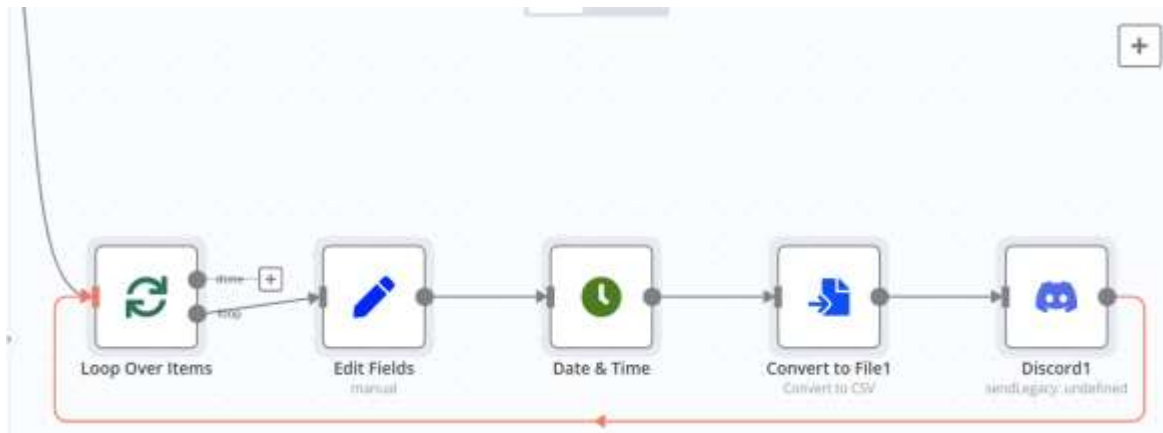 done
loop
Loop Over Items
Edit Fields
manual
Date & Time
Convert to File1
Convert to CSV
Discord1
sendLegacy: undefined